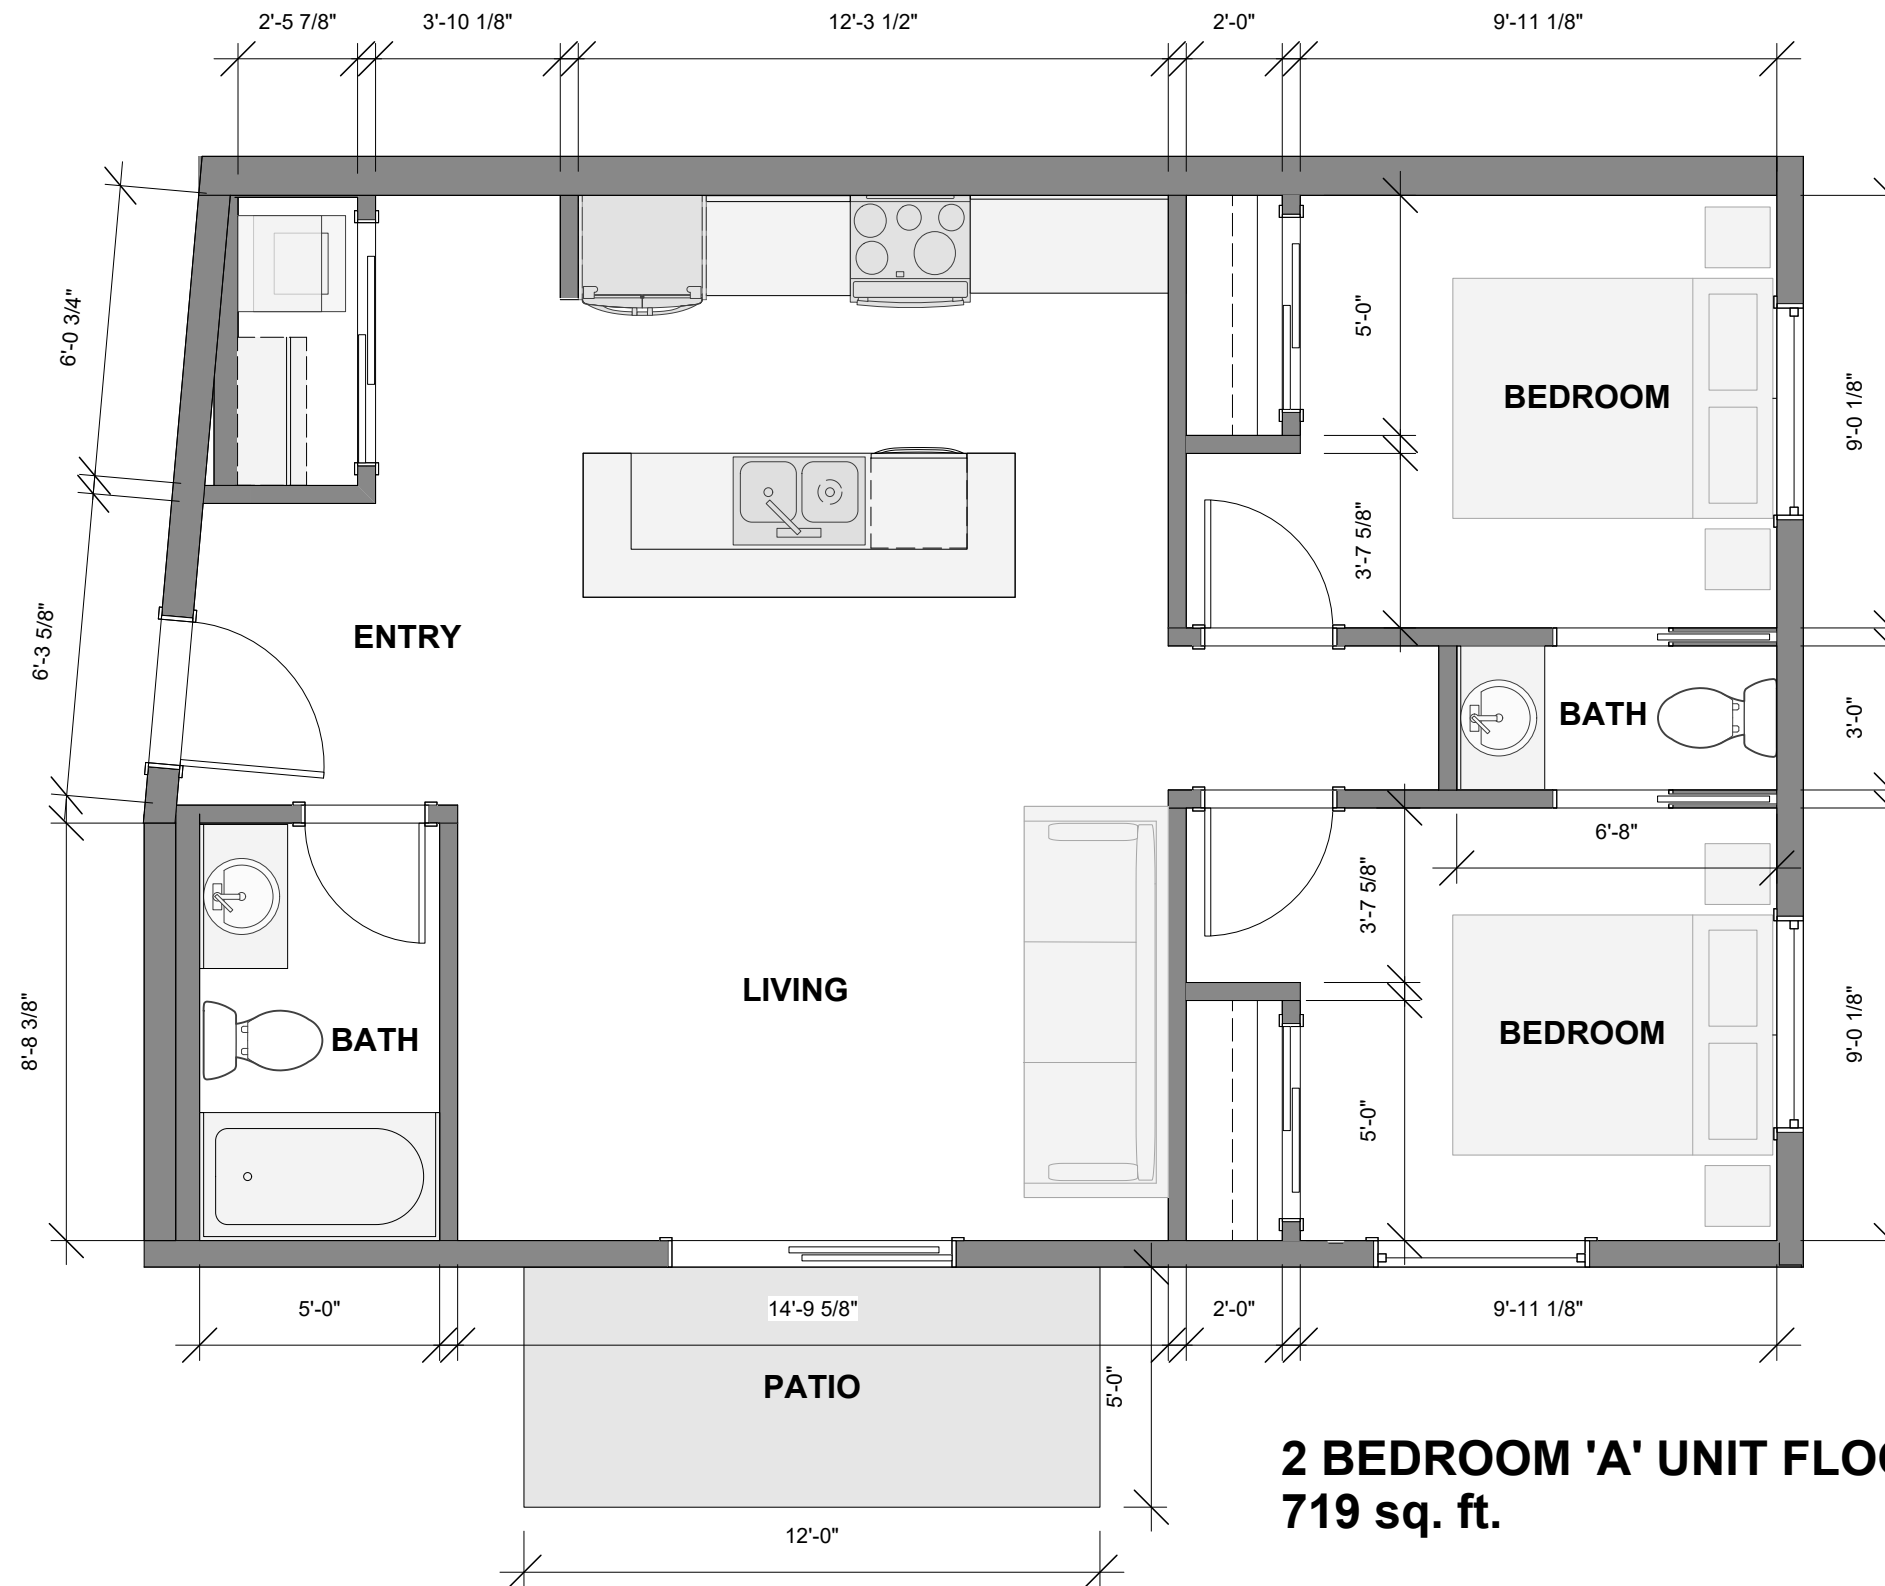 2'-5 7/8" 3'-10 1/8" 12'-3 1/2" 2'-0" 9'-11 1/8"
6'-0 3/4"
5'-0"
BEDROOM
9'-0 1/8"
3'-7 5/8"
ENTRY
6'-3 5/8"
BATH
3'-0"
6'-8"
3'-7 5/8"
LIVING
8'-8 3/8"
BATH
BEDROOM
9'-0 1/8"
5'-0"
5'-0" 14'-9 5/8" 2'-0" 9'-11 1/8"
PATIO
5'-0"
12'-0"
2 BEDROOM 'A' UNIT
719 sq. ft.